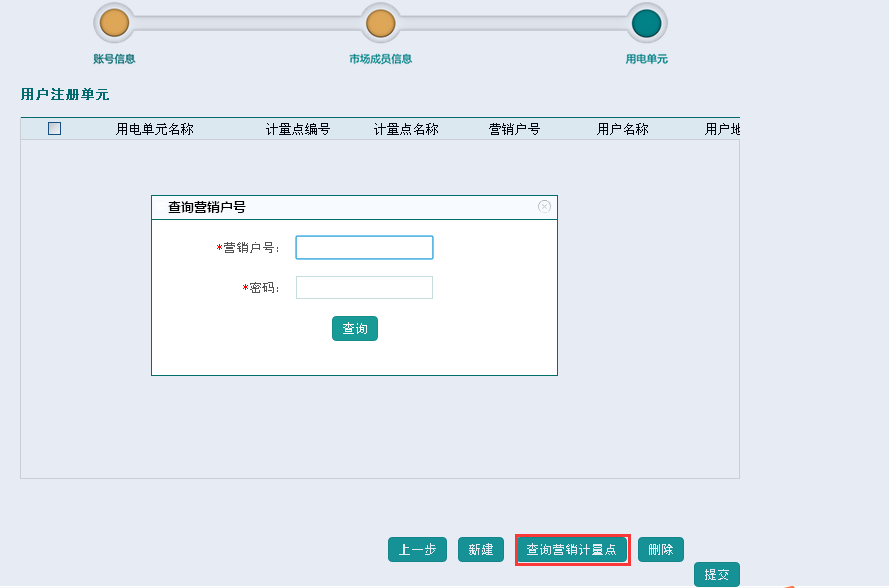 账号信息 市场成员信息 用电单元
用户注册单元
用电单元名称 计量点编号 计量点名称 营销户号 用户名称 用户地
查询营销户号
*营销户号：
*密码：
查询
上一步 新建 查询营销计量点 删除
提交